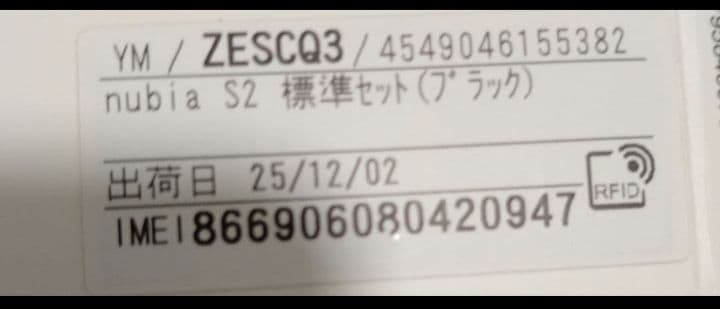 YM / ZESCQ3 / 4549046155382
nubia S2 標準セット(ブラック)
出荷日 25/12/02
IMEI866906080420947
RFID